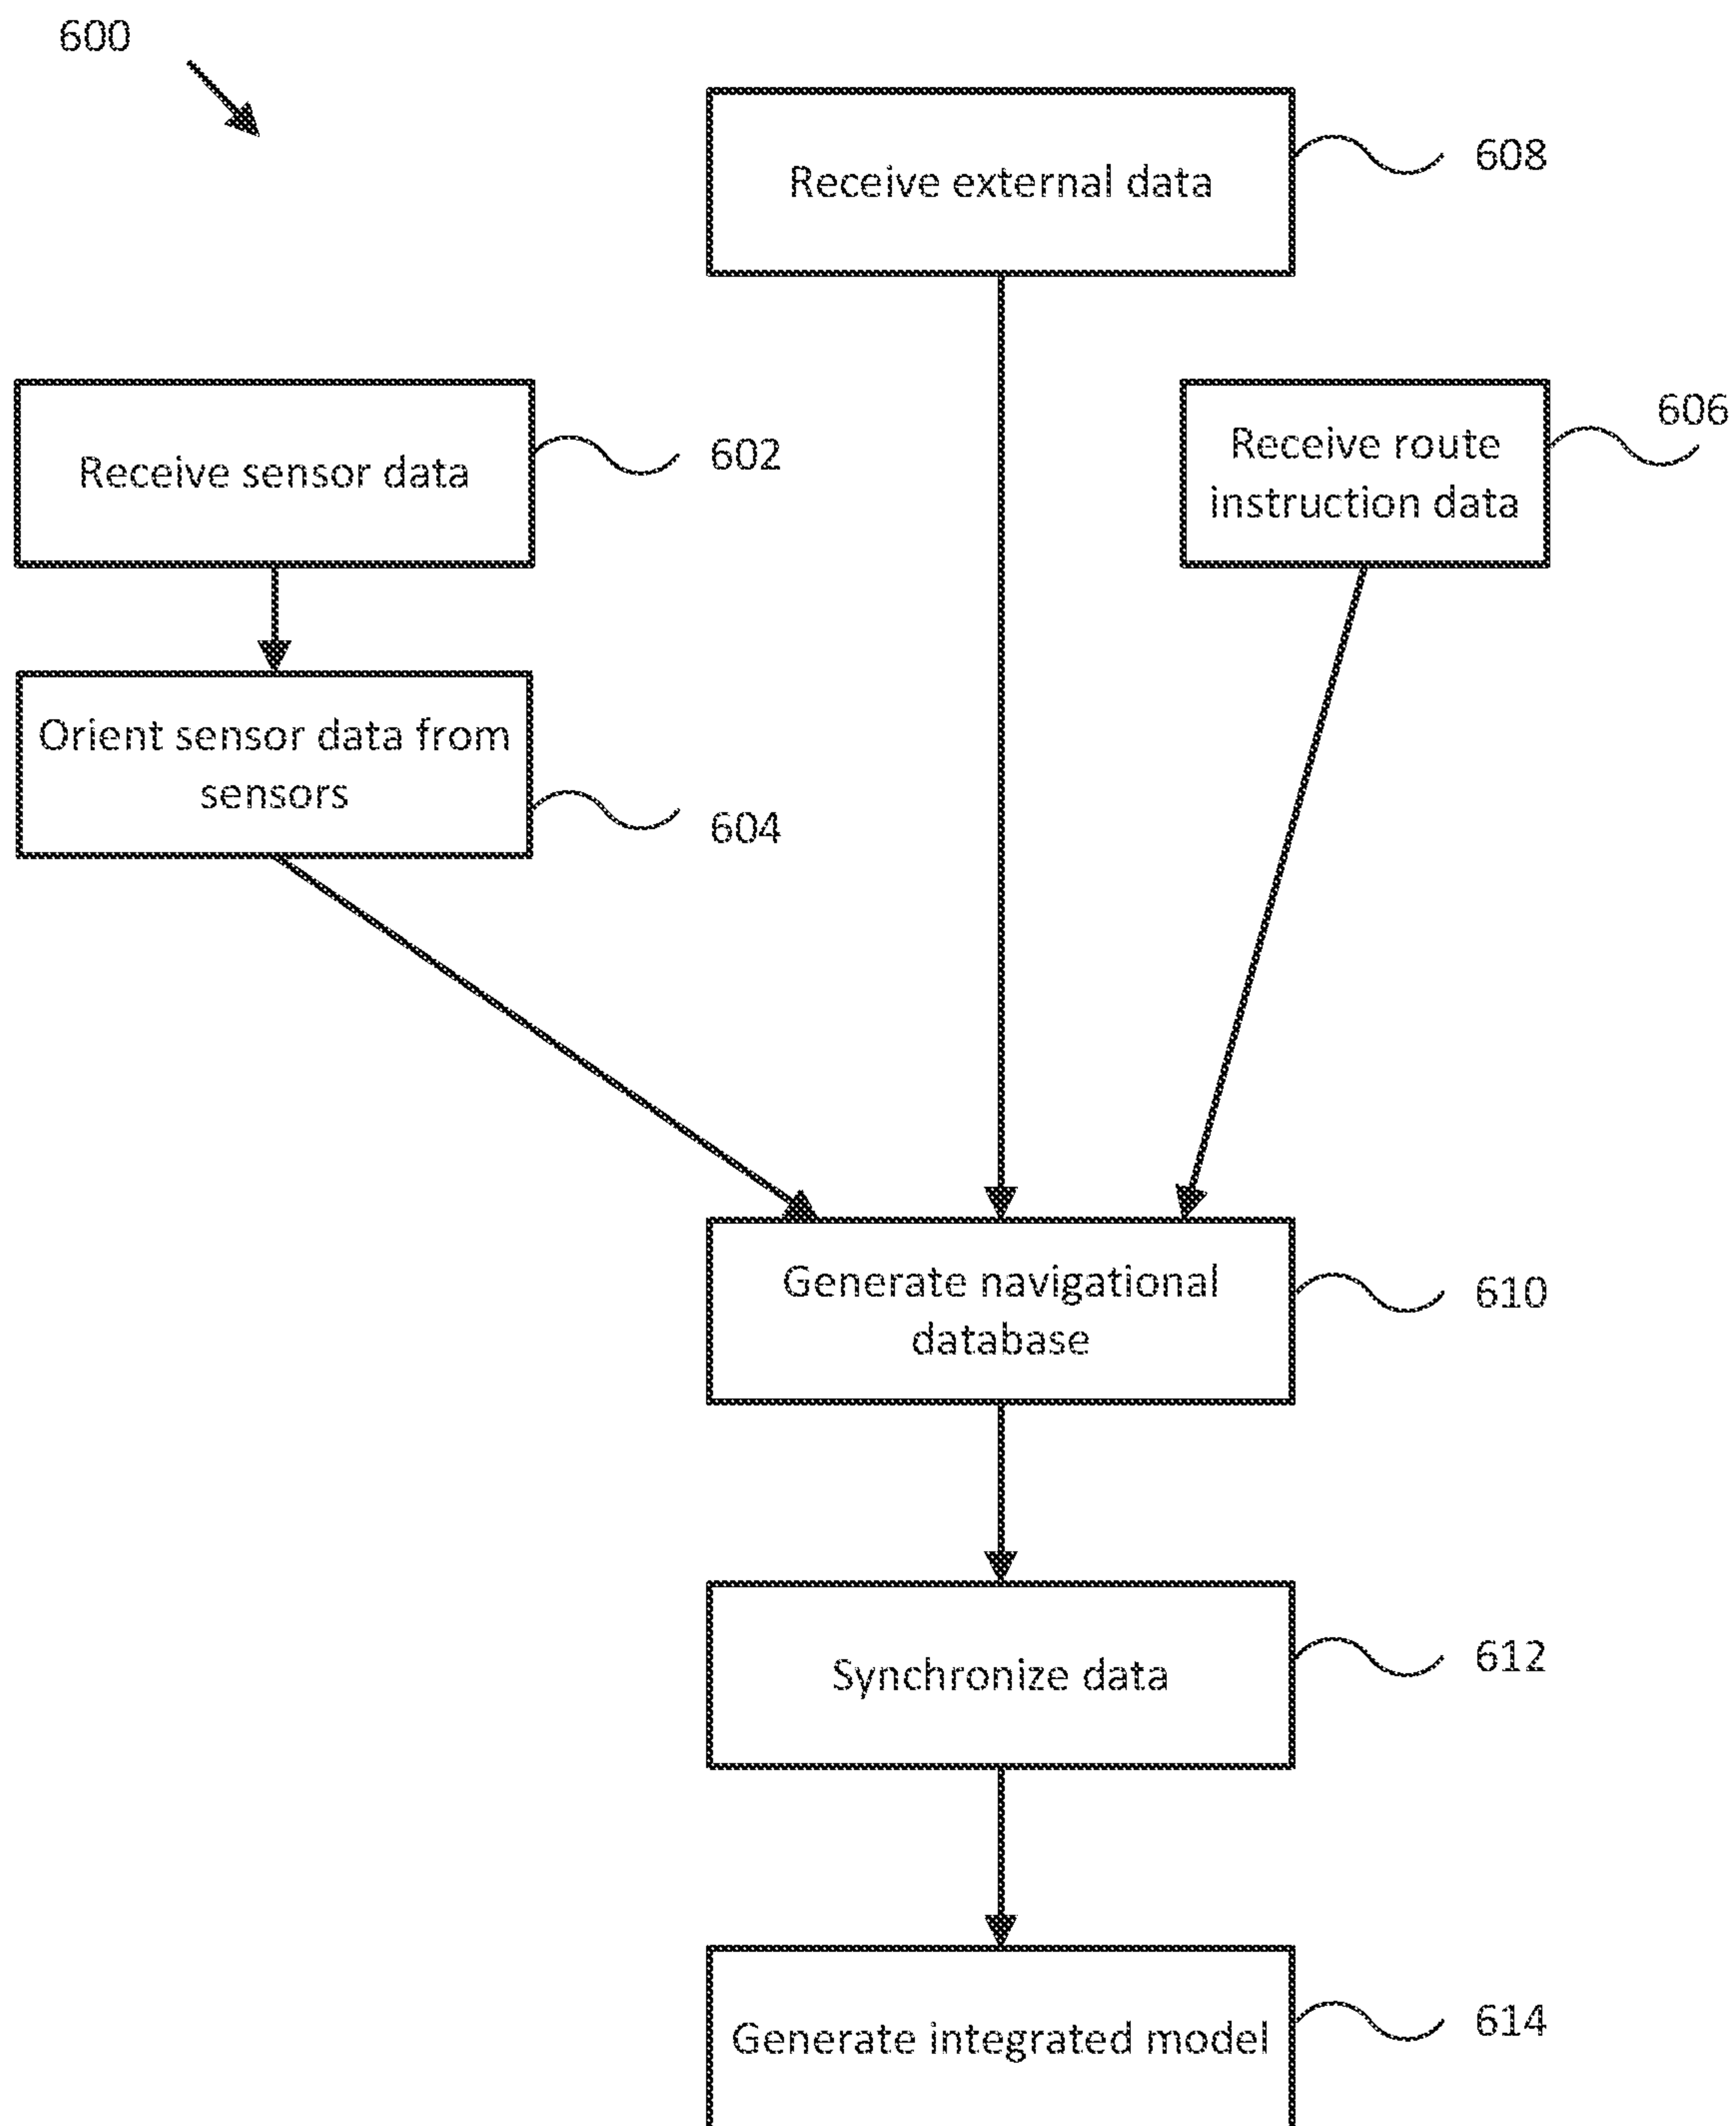 600
Receive external data
608
Receive sensor data
602
Receive route
instruction data
606
Orient sensor data from
sensors
604
Generate navigational
database
610
Synchronize data
612
Generate integrated model
614